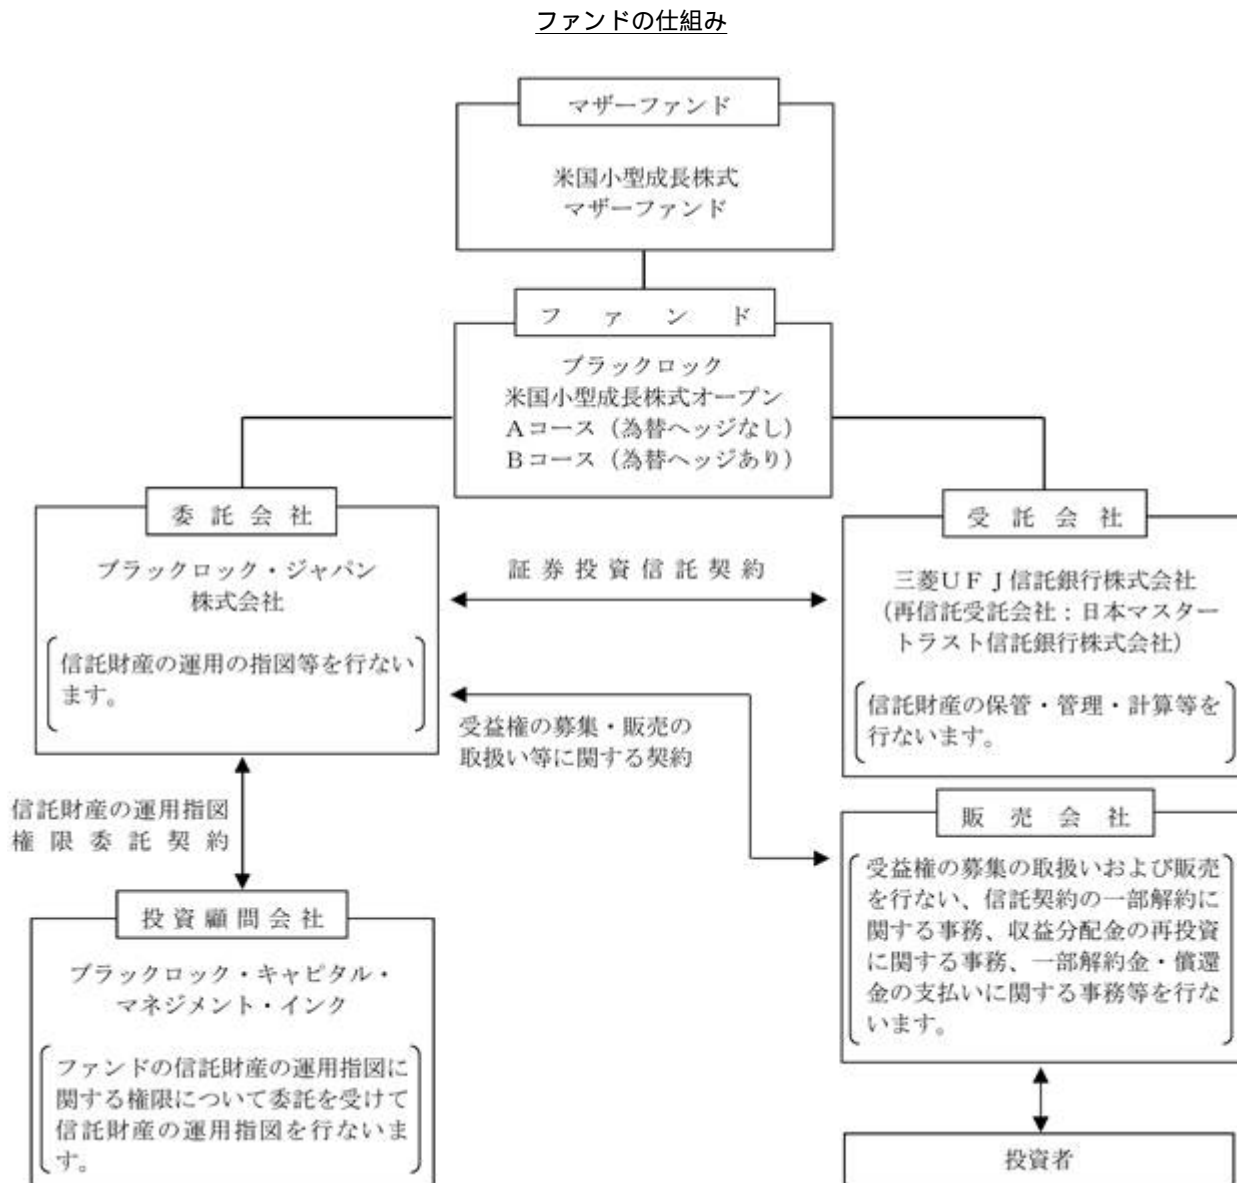 ファンドの仕組み
マザーファンド
米国小型成長株式
マザーファンド
ファンド
ブラックロック
米国小型成長株式オープン
Aコース（為替ヘッジなし）
Bコース（為替ヘッジあり）
委託会社
ブラックロック・ジャパン
株式会社
信託財産の運用の指図等を行ない
ます。
証券投資信託契約
受託会社
三菱ＵＦＪ信託銀行株式会社
（再信託受託会社：日本マスター
トラスト信託銀行株式会社）
信託財産の保管・管理・計算等を
行ないます。
受益権の募集・販売の
取扱い等に関する契約
信託財産の運用指図
権限委託契約
販売会社
受益権の募集の取扱いおよび販売
を行ない、信託契約の一部解約に
関する事務、収益分配金の再投資
に関する事務、一部解約金・償還
金の支払いに関する事務等を行な
います。
投資顧問会社
ブラックロック・キャピタル・
マネジメント・インク
ファンドの信託財産の運用指図に
関する権限について委託を受けて
信託財産の運用指図を行ないま
す。
投資者